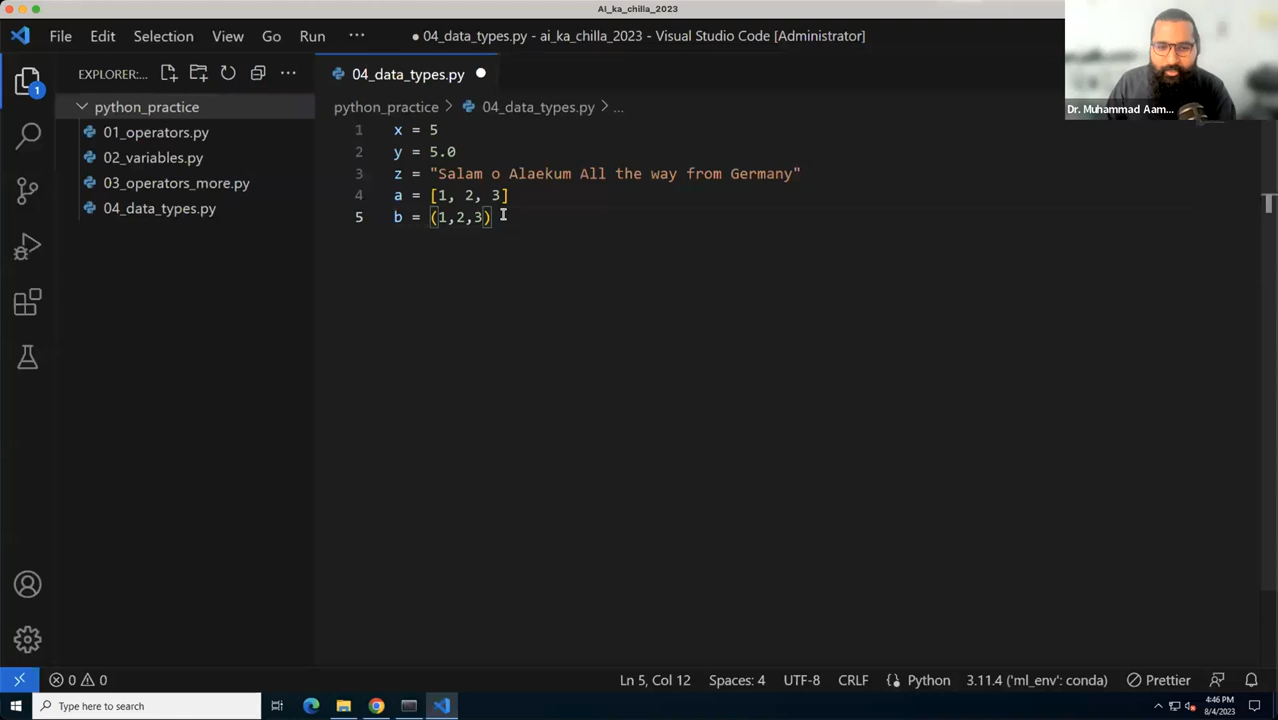 AI_ka_chilla_2023
File Edit Selection View Go Run ···
● 04_data_types.py - ai_ka_chilla_2023 - Visual Studio Code [Administrator]
Dr. Muhammad Aam...
EXPLORER:...
04_data_types.py
python_practice
01_operators.py
02_variables.py
03_operators_more.py
04_data_types.py
python_practice > 04_data_types.py > ...
1 x = 5
2 y = 5.0
3 z = "Salam o Alaekum All the way from Germany"
4 a = [1, 2, 3]
5 b = (1,2,3)
1
0 0
Ln 5, Col 12 Spaces: 4 UTF-8 CRLF Python 3.11.4 ('ml_env': conda) Prettier
Type here to search
4:46 PM
8/4/2023